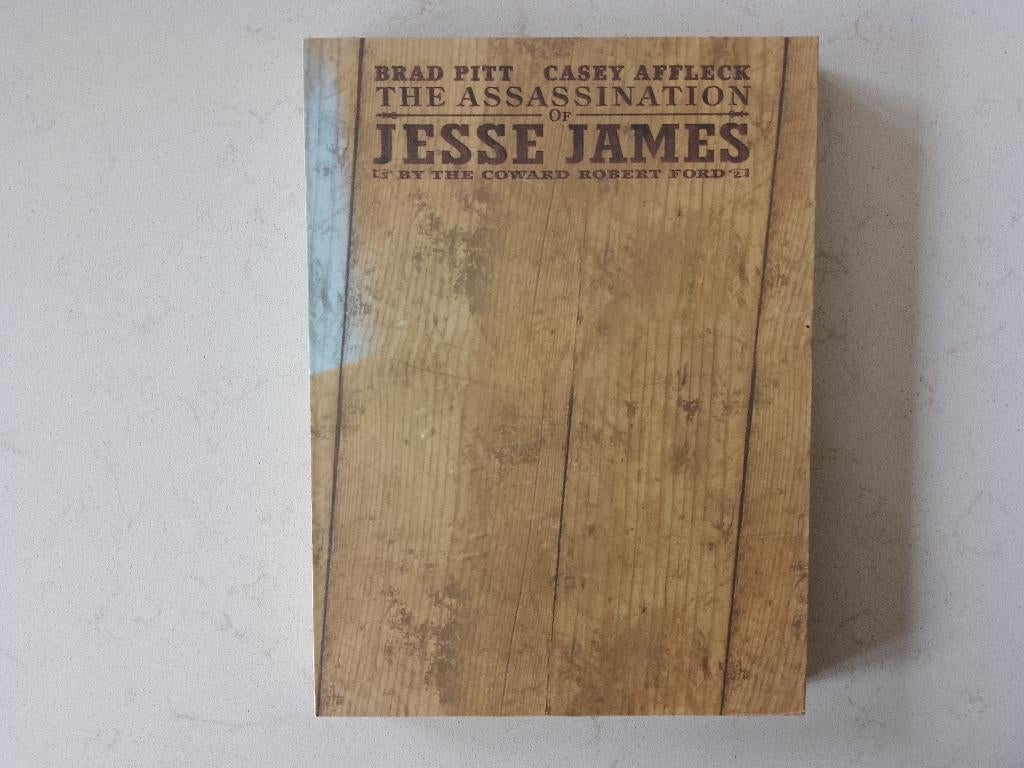 BRAD PITT CASEY AFFLECK
THE ASSASSINATION
OF
JESSE JAMES
BY THE COWARD ROBERT FORD